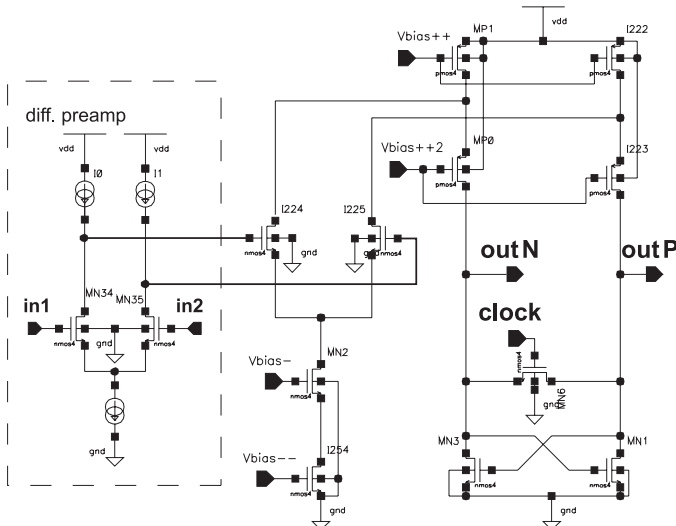 vdd
Vbias++
MP1
I222
pmos4
pmos4
diff. preamp
vdd
vdd
Vbias++2
MP0
I223
pmos4
pmos4
I0
I1
I224
I225
nmos4
gnd
gnd
nmos4
outN
outP
MN34
MN35
in1
in2
nmos4
gnd
nmos4
clock
nmos4
gnd
MN6
Vbias-
MN2
nmos4
gnd
Vbias--
I254
nmos4
gnd
MN3
MN1
nmos4
nmos4
gnd